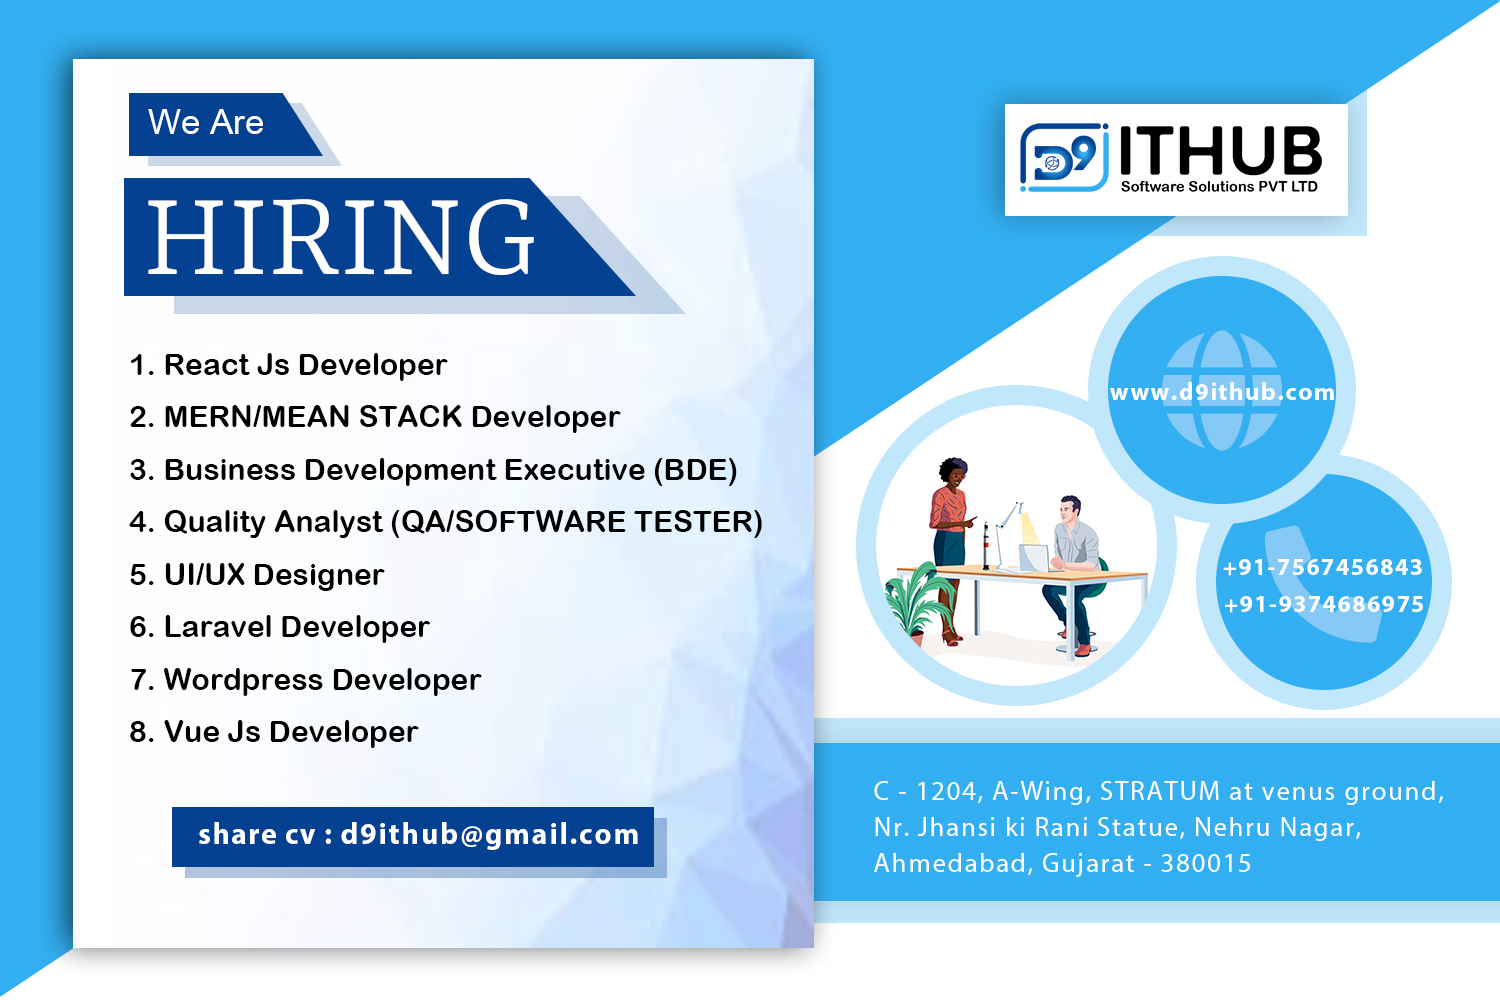 We Are
HIRING
1. React Js Developer
2. MERN/MEAN STACK Developer
3. Business Development Executive (BDE)
4. Quality Analyst (QA/SOFTWARE TESTER)
5. UI/UX Designer
6. Laravel Developer
7. Wordpress Developer
8. Vue Js Developer
share cv : d9ithub@gmail.com
D9 ITHUB
Software Solutions PVT LTD
www.d9ithub.com
+91-7567456843
+91-9374686975
C - 1204, A-Wing, STRATUM at venus ground,
Nr. Jhansi ki Rani Statue, Nehru Nagar,
Ahmedabad, Gujarat - 380015